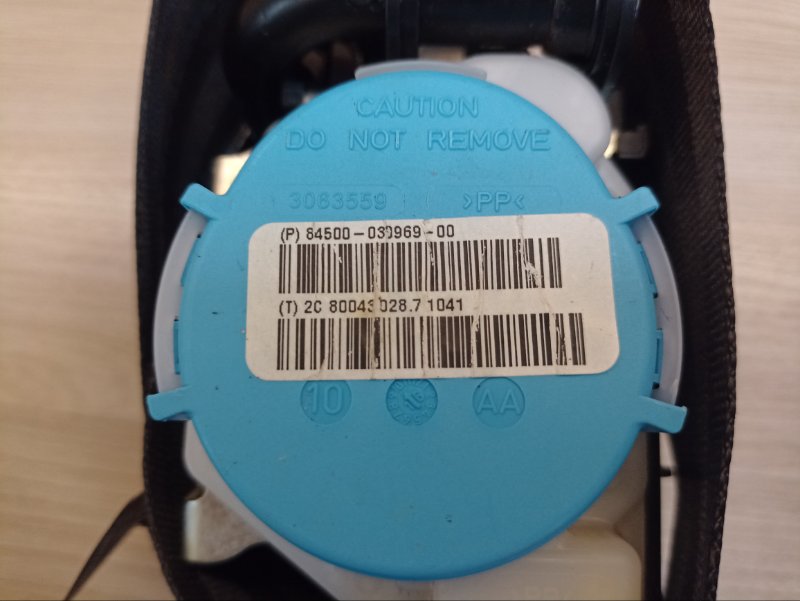 CAUTION
DO NOT REMOVE
3083559 >PP<
(P) 84500-030969-00
(T) 2C 80043028.7 1041
10 AA